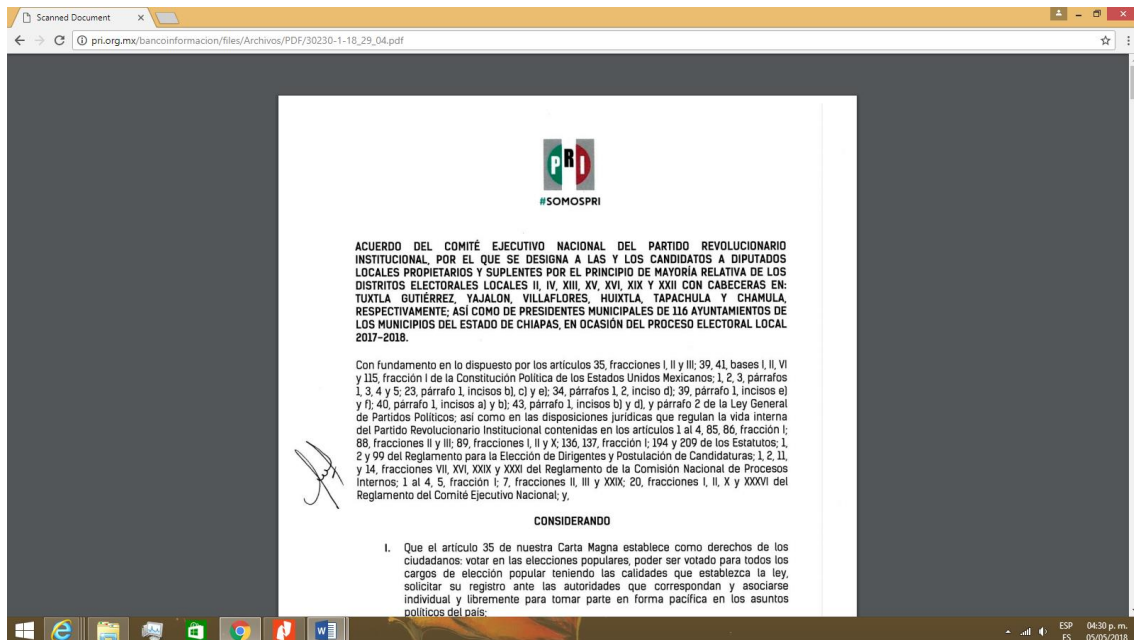 Scanned Document
pri.org.mx/bancoinformacion/files/Archivos/PDF/30230-1-18_29_04.pdf
PRI
#SOMOSPRI
ACUERDO DEL COMITÉ EJECUTIVO NACIONAL DEL PARTIDO REVOLUCIONARIO
INSTITUCIONAL, POR EL QUE SE DESIGNA A LAS Y LOS CANDIDATOS A DIPUTADOS
LOCALES PROPIETARIOS Y SUPLENTES POR EL PRINCIPIO DE MAYORÍA RELATIVA DE LOS
DISTRITOS ELECTORALES LOCALES II, IV, XIII, XV, XVI, XIX Y XXII CON CABECERAS EN:
TUXTLA GUTIÉRREZ, YAJALON, VILLAFLORES, HUIXTLA, TAPACHULA Y CHAMULA,
RESPECTIVAMENTE; ASÍ COMO DE PRESIDENTES MUNICIPALES DE 116 AYUNTAMIENTOS DE
LOS MUNICIPIOS DEL ESTADO DE CHIAPAS, EN OCASIÓN DEL PROCESO ELECTORAL LOCAL
2017-2018.
Con fundamento en lo dispuesto por los artículos 35, fracciones I, II y III; 39, 41, bases I, II, VI
y 115, fracción I de la Constitución Política de los Estados Unidos Mexicanos; 1, 2, 3, párrafos
1, 3, 4 y 5; 23, párrafo 1, incisos b), c) y e); 34, párrafos 1, 2, inciso d); 39, párrafo 1, incisos e)
y f); 40, párrafo 1, incisos a) y b); 43, párrafo 1, incisos b) y d), y párrafo 2 de la Ley General
de Partidos Políticos; así como en las disposiciones jurídicas que regulan la vida interna
del Partido Revolucionario Institucional contenidas en los artículos 1 al 4, 85, 86, fracción I;
88, fracciones II y III; 89, fracciones I, II y X; 136, 137, fracción I; 194 y 209 de los Estatutos; 1,
2 y 99 del Reglamento para la Elección de Dirigentes y Postulación de Candidaturas; 1, 2, 11,
y 14, fracciones VII, XVI, XXIX y XXXI del Reglamento de la Comisión Nacional de Procesos
Internos; 1 al 4, 5, fracción I; 7, fracciones II, III y XXIX; 20, fracciones I, II, X y XXXVI del
Reglamento del Comité Ejecutivo Nacional; y,
CONSIDERANDO
I. Que el artículo 35 de nuestra Carta Magna establece como derechos de los
ciudadanos: votar en las elecciones populares, poder ser votado para todos los
cargos de elección popular teniendo las calidades que establezca la ley,
solicitar su registro ante las autoridades que correspondan y asociarse
individual y libremente para tomar parte en forma pacífica en los asuntos
políticos del país;
ESP 04:30 p. m.
ES 05/05/2018